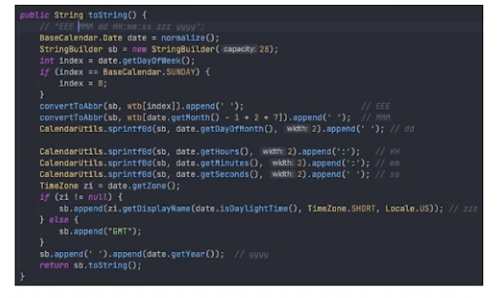 public String toString() {
// "EEE MMM dd HH:mm:ss zzz yyyy";
BaseCalendar.Date date = normalize();
StringBuilder sb = new StringBuilder( capacity: 28);
int index = date.getDayOfWeek();
if (index == BaseCalendar.SUNDAY) {
index = 8;
}
convertToAbbr(sb, wtb[index]).append(' '); // EEE
convertToAbbr(sb, wtb[date.getMonth() - 1 + 2 + 7]).append(' '); // MMM
CalendarUtils.sprintf0d(sb, date.getDayOfMonth(), width: 2).append(' '); // dd
CalendarUtils.sprintf0d(sb, date.getHours(), width: 2).append(':'); // HH
CalendarUtils.sprintf0d(sb, date.getMinutes(), width: 2).append(':'); // mm
CalendarUtils.sprintf0d(sb, date.getSeconds(), width: 2).append(' '); // ss
TimeZone zi = date.getZone();
if (zi != null) {
sb.append(zi.getDisplayName(date.isDaylightTime(), TimeZone.SHORT, Locale.US)); // zzz
} else {
sb.append("GMT");
}
sb.append(' ').append(date.getYear()); // yyyy
return sb.toString();
}